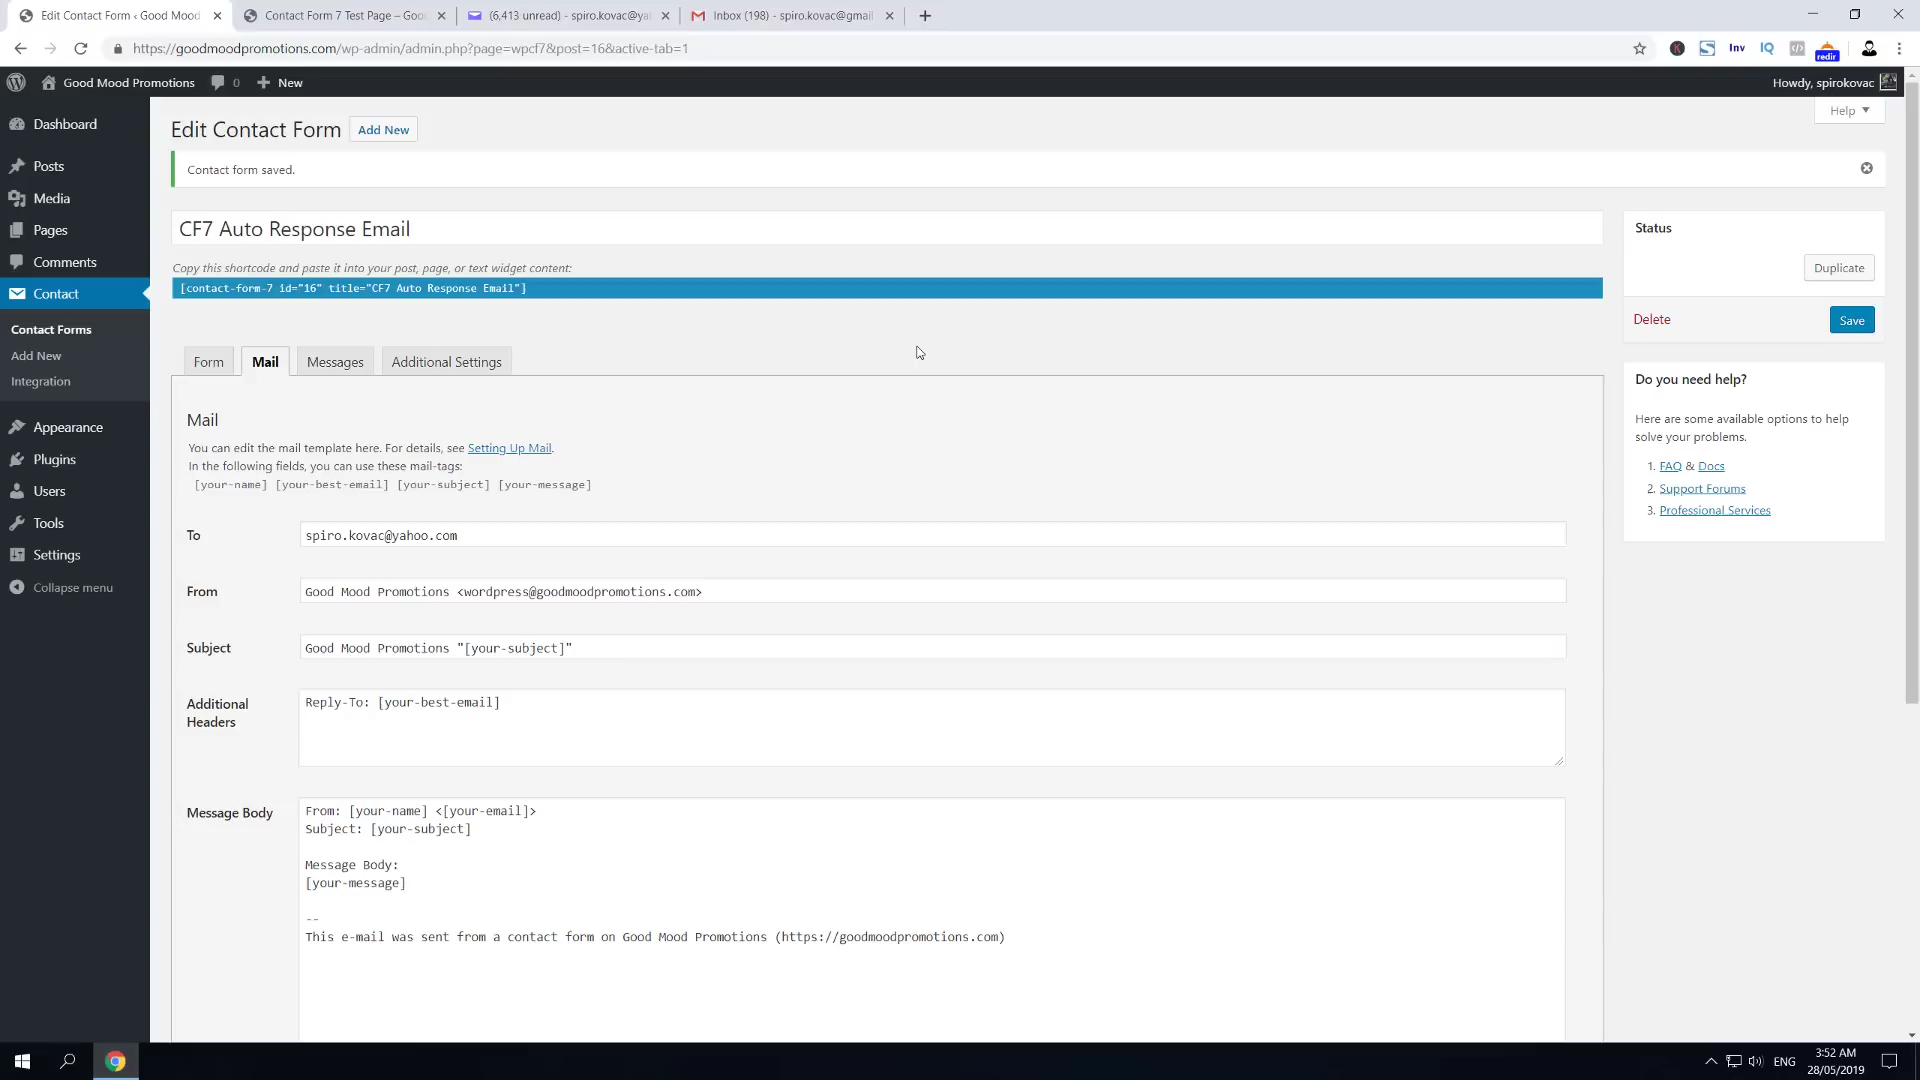 Edit Contact Form ‹ Good Mood
Contact Form 7 Test Page – Goo
(6,413 unread) - spiro.kovac@ya
Inbox (198) - spiro.kovac@gmail
https://goodmoodpromotions.com/wp-admin/admin.php?page=wpcf7&post=16&active-tab=1
Inv
IQ
redir
Good Mood Promotions
0
New
Howdy, spirokovac
Dashboard
Posts
Media
Pages
Comments
Contact
Contact Forms
Add New
Integration
Appearance
Plugins
Users
Tools
Settings
Collapse menu
Help
Edit Contact Form
Add New
Contact form saved.
CF7 Auto Response Email
Copy this shortcode and paste it into your post, page, or text widget content:
[contact-form-7 id="16" title="CF7 Auto Response Email"]
Form
Mail
Messages
Additional Settings
Mail
You can edit the mail template here. For details, see Setting Up Mail.
In the following fields, you can use these mail-tags:
[your-name] [your-best-email] [your-subject] [your-message]
To
spiro.kovac@yahoo.com
From
Good Mood Promotions <wordpress@goodmoodpromotions.com>
Subject
Good Mood Promotions "[your-subject]"
Additional
Headers
Reply-To: [your-best-email]
Message Body
From: [your-name] <[your-email]>
Subject: [your-subject]
Message Body:
[your-message]
--
This e-mail was sent from a contact form on Good Mood Promotions (https://goodmoodpromotions.com)
Status
Duplicate
Delete
Save
Do you need help?
Here are some available options to help
solve your problems.
1. FAQ & Docs
2. Support Forums
3. Professional Services
ENG
3:52 AM
28/05/2019